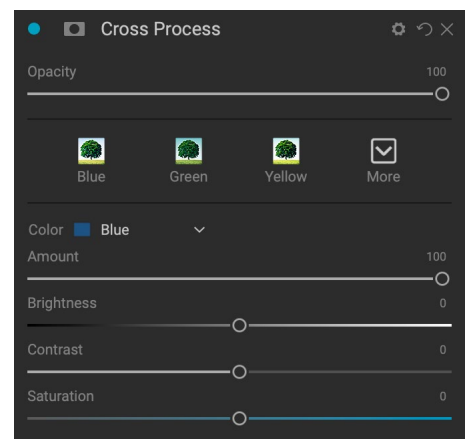 Cross Process
Opacity 100
Blue Green Yellow More
Color Blue
Amount 100
Brightness 0
Contrast 0
Saturation 0